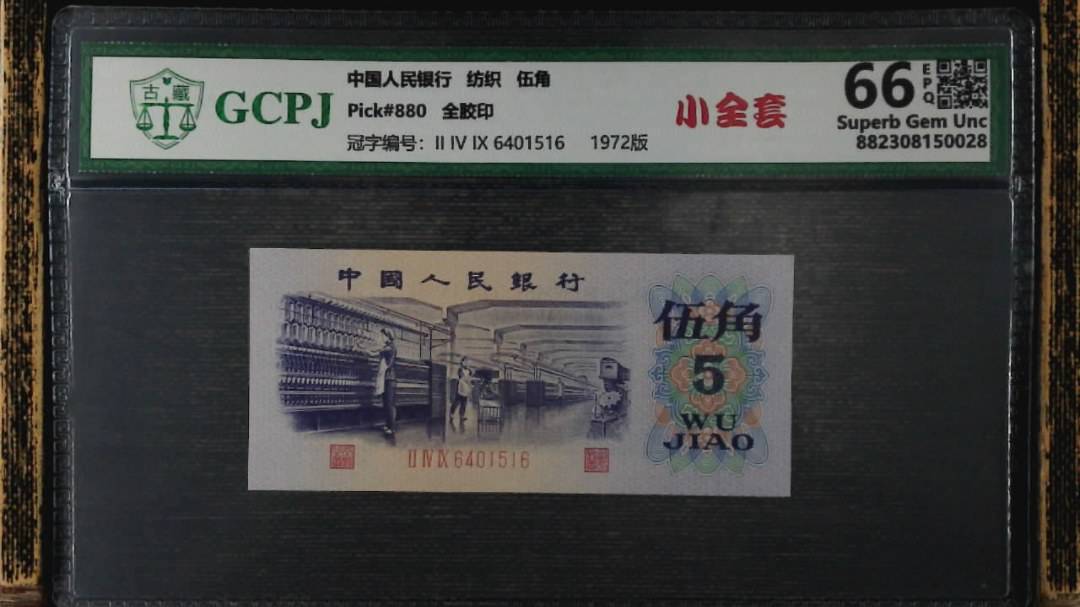 古藏
GCPJ
中国人民银行 纺织 伍角
Pick#880 全胶印
冠字编号：II IV IX 6401516 1972版
小全套
66
EPQ
Superb Gem Unc
882308150028
中國人民銀行
伍角
5
WU
JIAO
II IV IX 6401516